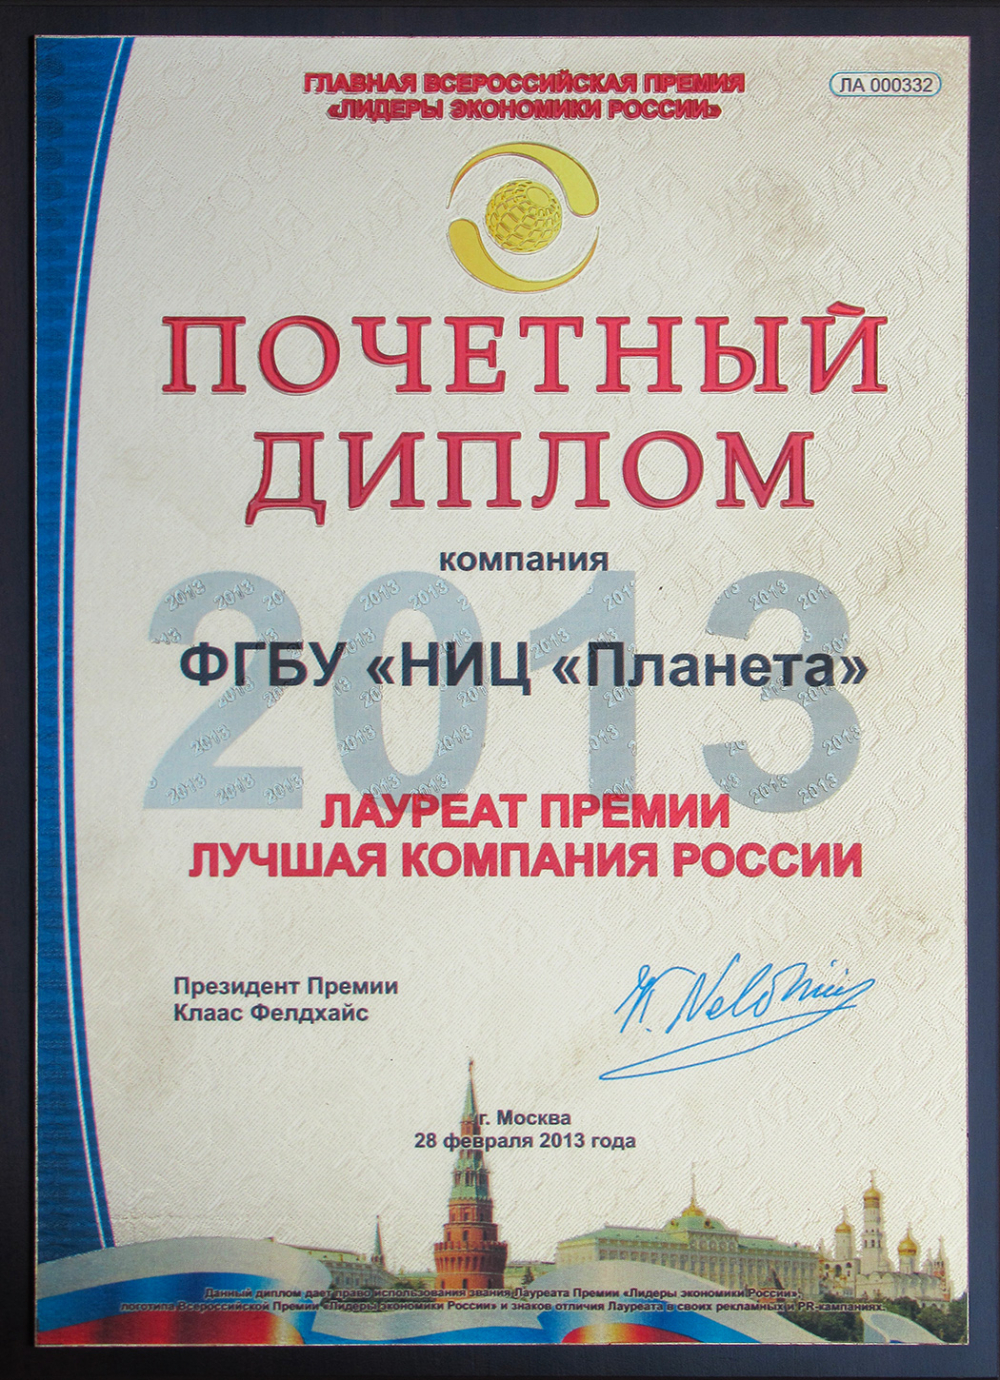 ГЛАВНАЯ ВСЕРОССИЙСКАЯ ПРЕМИЯ
«ЛИДЕРЫ ЭКОНОМИКИ РОССИИ»
ЛА 000332
ПОЧЕТНЫЙ
ДИПЛОМ
компания
2013
ФГБУ «НИЦ «Планета»
ЛАУРЕАТ ПРЕМИИ
ЛУЧШАЯ КОМПАНИЯ РОССИИ
Президент Премии
Клаас Фелдхайс
г. Москва
28 февраля 2013 года
Данный диплом дает право использования звания Лауреата Премии «Лидеры экономики России»,
логотипа Всероссийской Премии «Лидеры экономики России» и знаков отличия Лауреата в своих рекламных и PR-кампаниях.